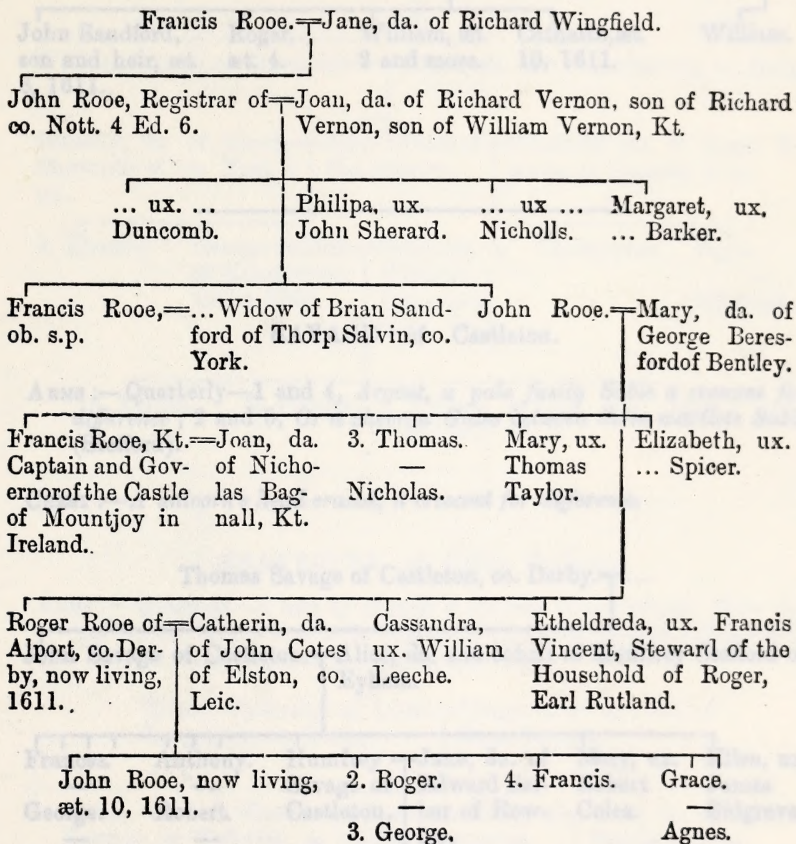 Francis Rooe.=Jane, da. of Richard Wingfield.
John Rooe, Registrar of=Joan, da. of Richard Vernon, son of Richard
co. Nott. 4 Ed. 6. Vernon, son of William Vernon, Kt.
... ux. ... Philipa, ux. ... ux ... Margaret, ux.
Duncomb. John Sherard. Nicholls. ... Barker.
Francis Rooe,=... Widow of Brian Sand- John Rooe.=Mary, da. of
ob. s.p. ford of Thorp Salvin, co. George Beres-
York. fordof Bentley.
Francis Rooe, Kt.=Joan, da. 3. Thomas. Mary, ux. Elizabeth, ux.
Captain and Gov- of Nicho- — Thomas ... Spicer.
ernorofthe Castle las Bag- Nicholas. Taylor.
of Mountjoy in nall, Kt.
Ireland..
Roger Rooe of=Catherin, da. Cassandra, Etheldreda, ux. Francis
Alport, co.Der- of John Cotes ux. William Vincent, Steward of the
by, now living, of Elston, co. Leeche. Household of Roger,
1611.. Leic. Earl Rutland.
John Rooe, now living, 2. Roger. 4. Francis. Grace.
æt. 10, 1611. — —
3. George. Agnes.